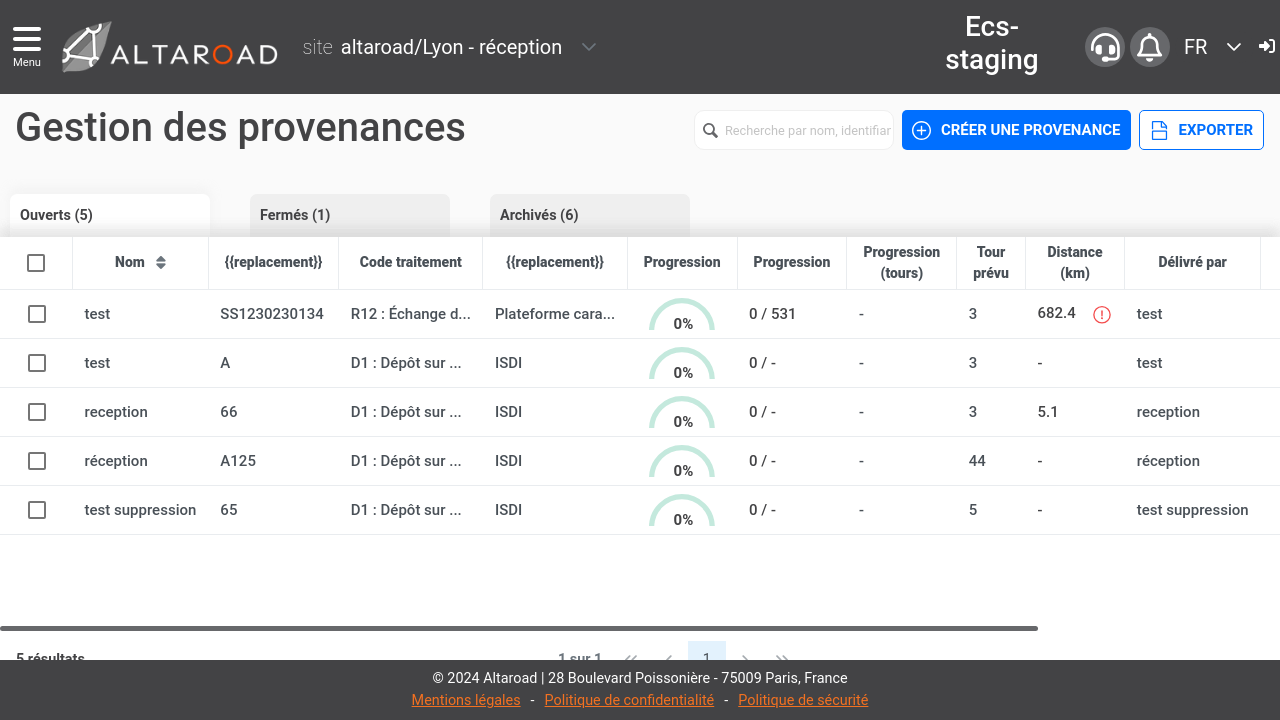 Menu
ALTAROAD
site altaroad/Lyon - réception
Ecs-
staging
FR
Gestion des provenances
Recherche par nom, identifiar
CRÉER UNE PROVENANCE
EXPORTER
Ouverts (5)
Fermés (1)
Archivés (6)
Nom
{{replacement}}
Code traitement
{{replacement}}
Progression
Progression
Progression
(tours)
Tour
prévu
Distance
(km)
Délivré par
test SS1230230134 R12 : Échange d... Plateforme cara... 0% 0 / 531 - 3 682.4 test
test A D1 : Dépôt sur ... ISDI 0% 0 / - - 3 - test
reception 66 D1 : Dépôt sur ... ISDI 0% 0 / - - 3 5.1 reception
réception A125 D1 : Dépôt sur ... ISDI 0% 0 / - - 44 - réception
test suppression 65 D1 : Dépôt sur ... ISDI 0% 0 / - - 5 - test suppression
5 résultats
1 sur 1
1
© 2024 Altaroad | 28 Boulevard Poissonière - 75009 Paris, France
Mentions légales - Politique de confidentialité - Politique de sécurité